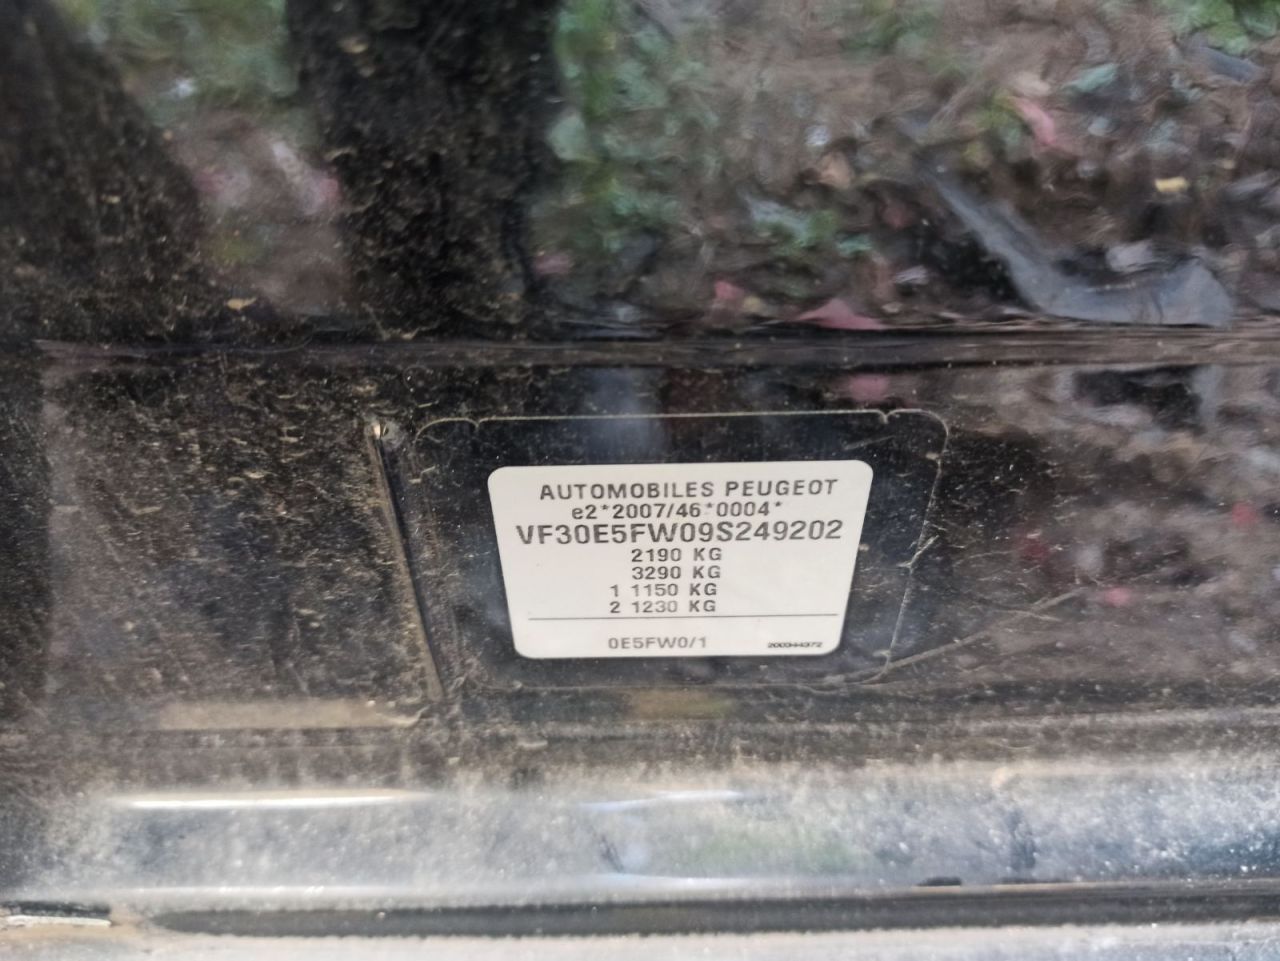 AUTOMOBILES PEUGEOT
e2*2007/46*0004*
VF30E5FW09S249202
2190 KG
3290 KG
1 1150 KG
2 1230 KG
0E5FW0/1
200344372